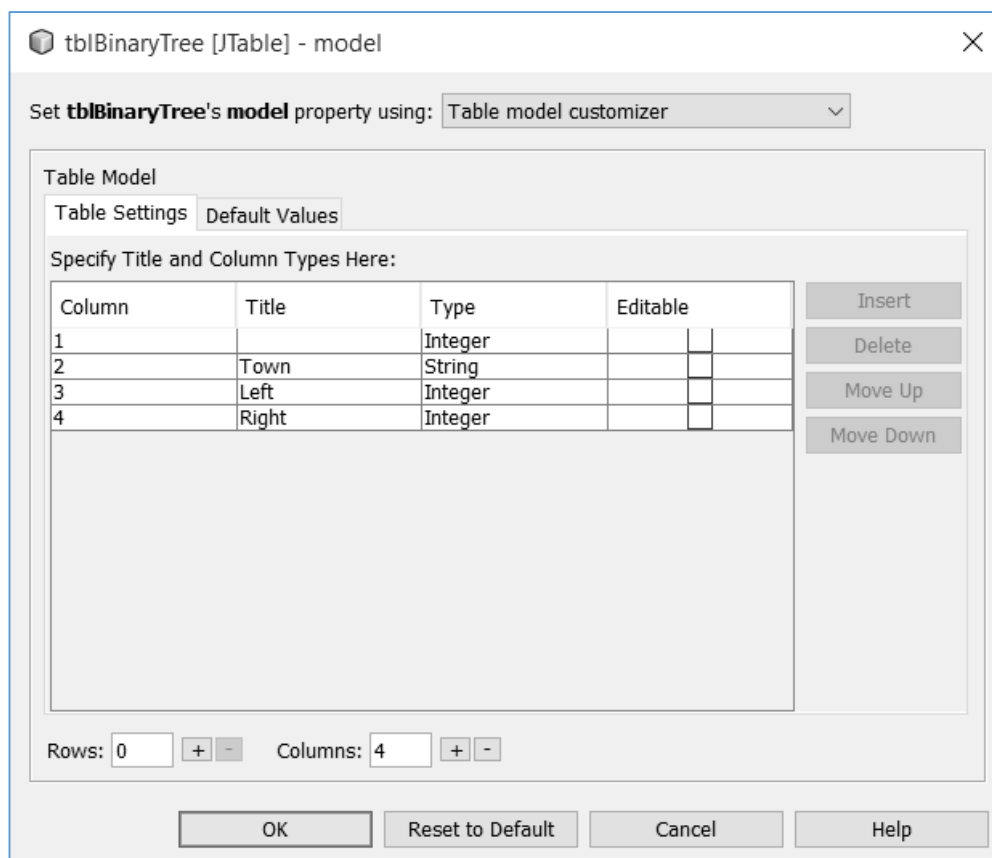 tblBinaryTree [JTable] - model
Set tblBinaryTree's model property using: Table model customizer
Table Model
Table Settings Default Values
Specify Title and Column Types Here:
Column Title Type Editable
1 Integer
2 Town String
3 Left Integer
4 Right Integer
Insert
Delete
Move Up
Move Down
Rows: 0 + - Columns: 4 + -
OK Reset to Default Cancel Help